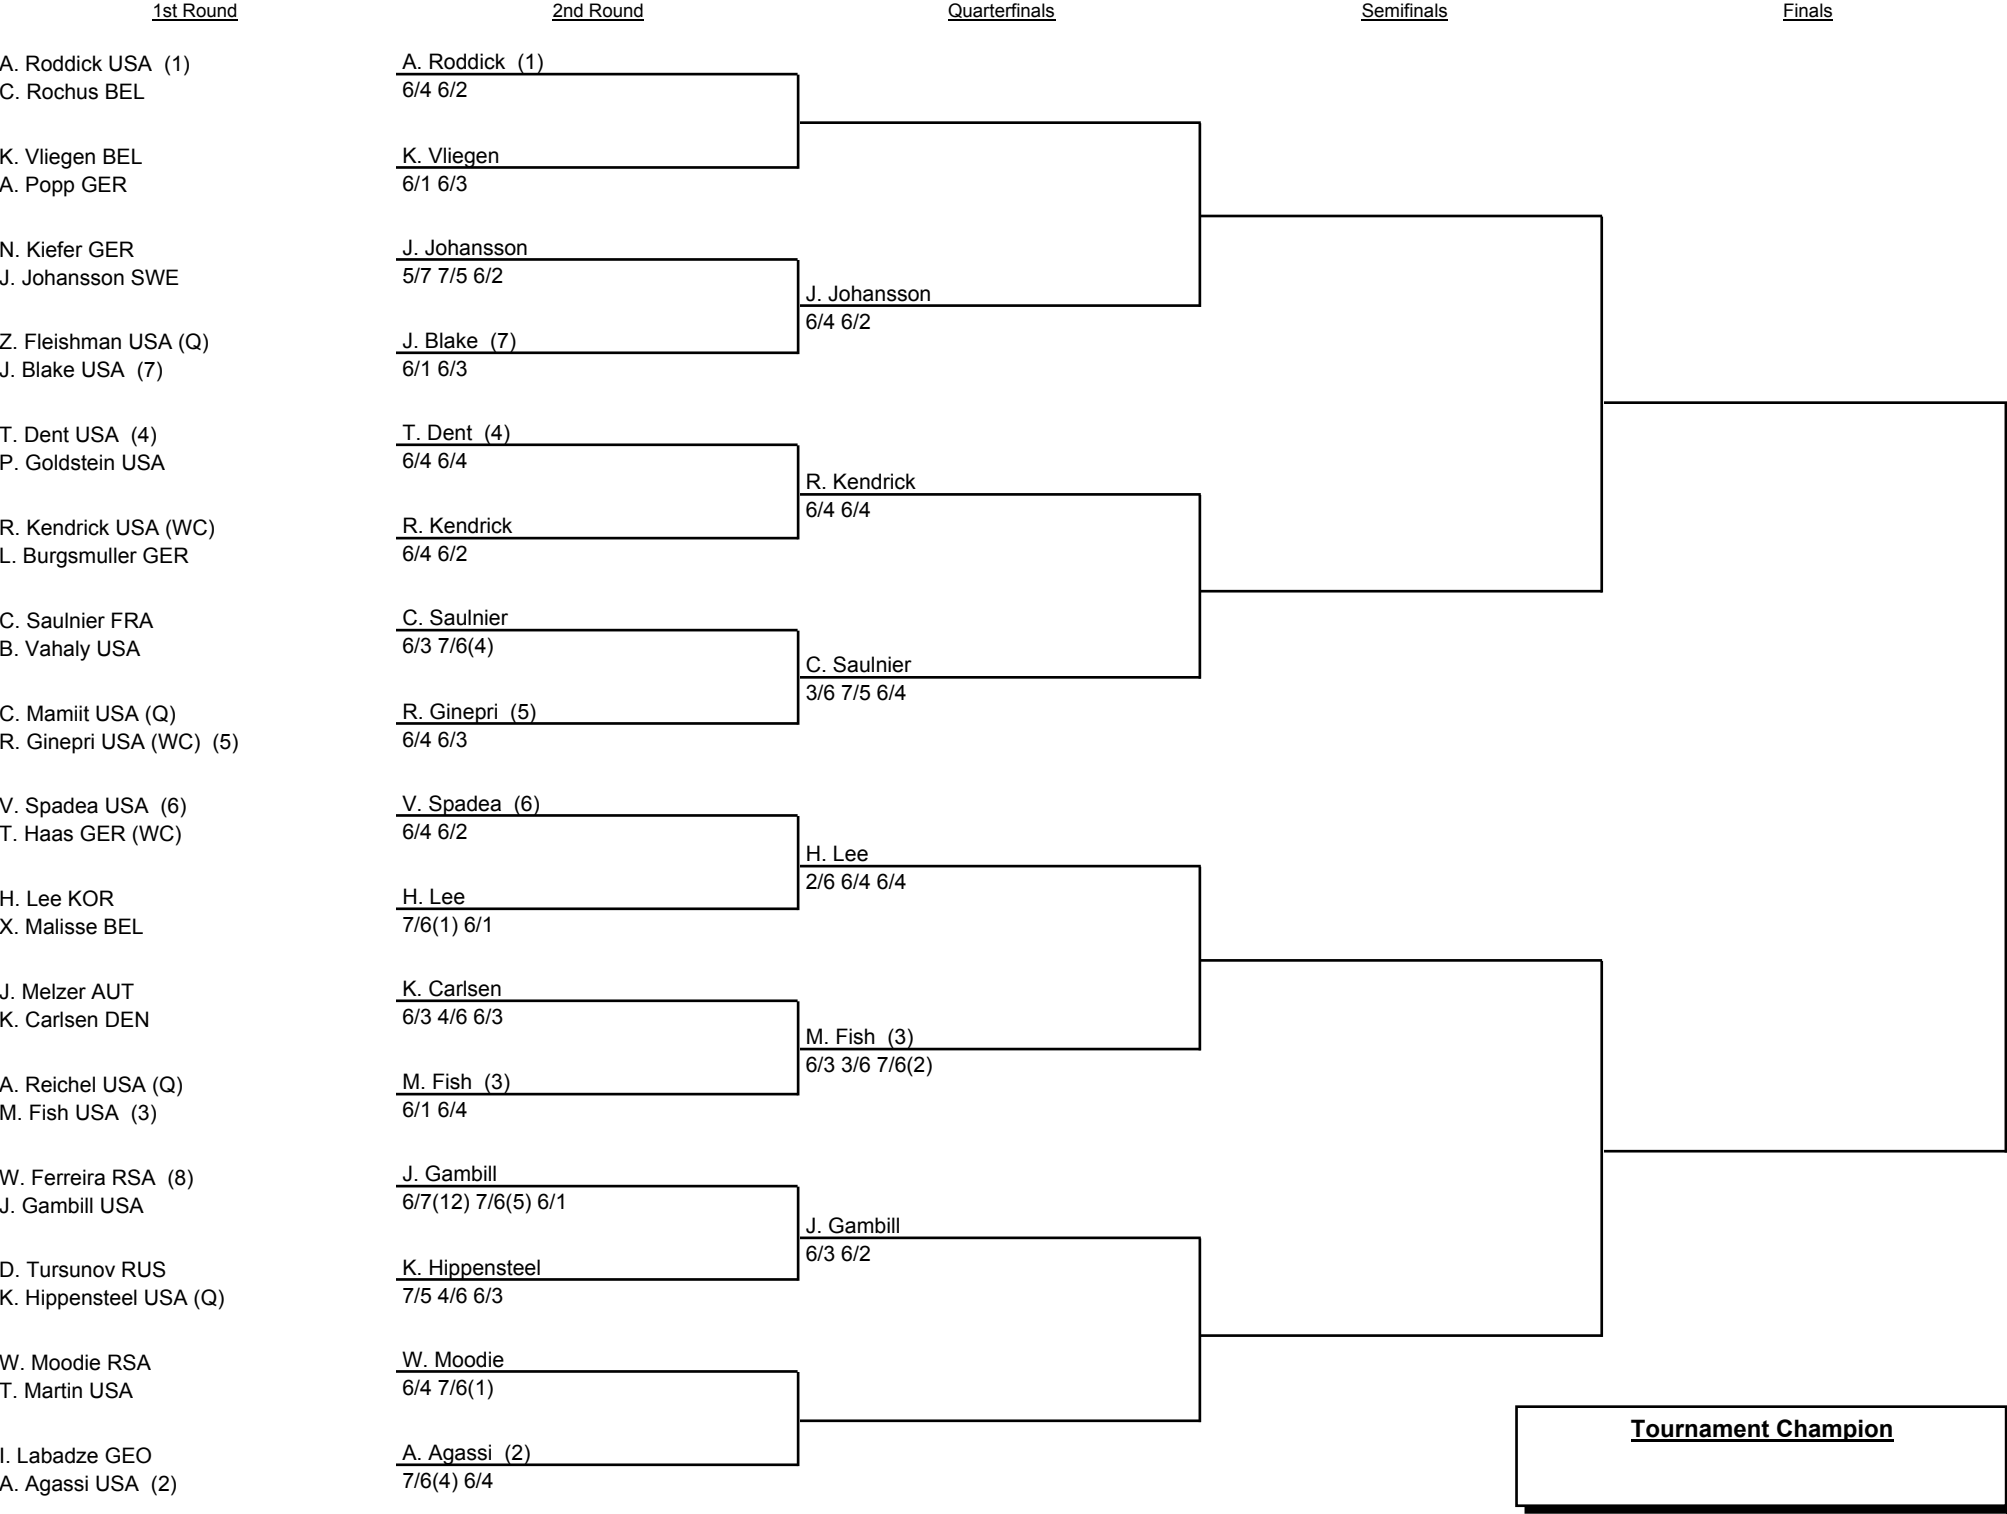 1st Round
2nd Round
Quarterfinals
Semifinals
Finals
A. Roddick USA (1)
C. Rochus BEL
K. Vliegen BEL
A. Popp GER
N. Kiefer GER
J. Johansson SWE
Z. Fleishman USA (Q)
J. Blake USA (7)
T. Dent USA (4)
P. Goldstein USA
R. Kendrick USA (WC)
L. Burgsmuller GER
C. Saulnier FRA
B. Vahaly USA
C. Mamiit USA (Q)
R. Ginepri USA (WC) (5)
V. Spadea USA (6)
T. Haas GER (WC)
H. Lee KOR
X. Malisse BEL
J. Melzer AUT
K. Carlsen DEN
A. Reichel USA (Q)
M. Fish USA (3)
W. Ferreira RSA (8)
J. Gambill USA
D. Tursunov RUS
K. Hippensteel USA (Q)
W. Moodie RSA
T. Martin USA
I. Labadze GEO
A. Agassi USA (2)
A. Roddick (1)
6/4 6/2
K. Vliegen
6/1 6/3
J. Johansson
5/7 7/5 6/2
J. Blake (7)
6/1 6/3
T. Dent (4)
6/4 6/4
R. Kendrick
6/4 6/2
C. Saulnier
6/3 7/6(4)
R. Ginepri (5)
6/4 6/3
V. Spadea (6)
6/4 6/2
H. Lee
7/6(1) 6/1
K. Carlsen
6/3 4/6 6/3
M. Fish (3)
6/1 6/4
J. Gambill
6/7(12) 7/6(5) 6/1
K. Hippensteel
7/5 4/6 6/3
W. Moodie
6/4 7/6(1)
A. Agassi (2)
7/6(4) 6/4
J. Johansson
6/4 6/2
R. Kendrick
6/4 6/4
C. Saulnier
3/6 7/5 6/4
H. Lee
2/6 6/4 6/4
M. Fish (3)
6/3 3/6 7/6(2)
J. Gambill
6/3 6/2
Tournament Champion